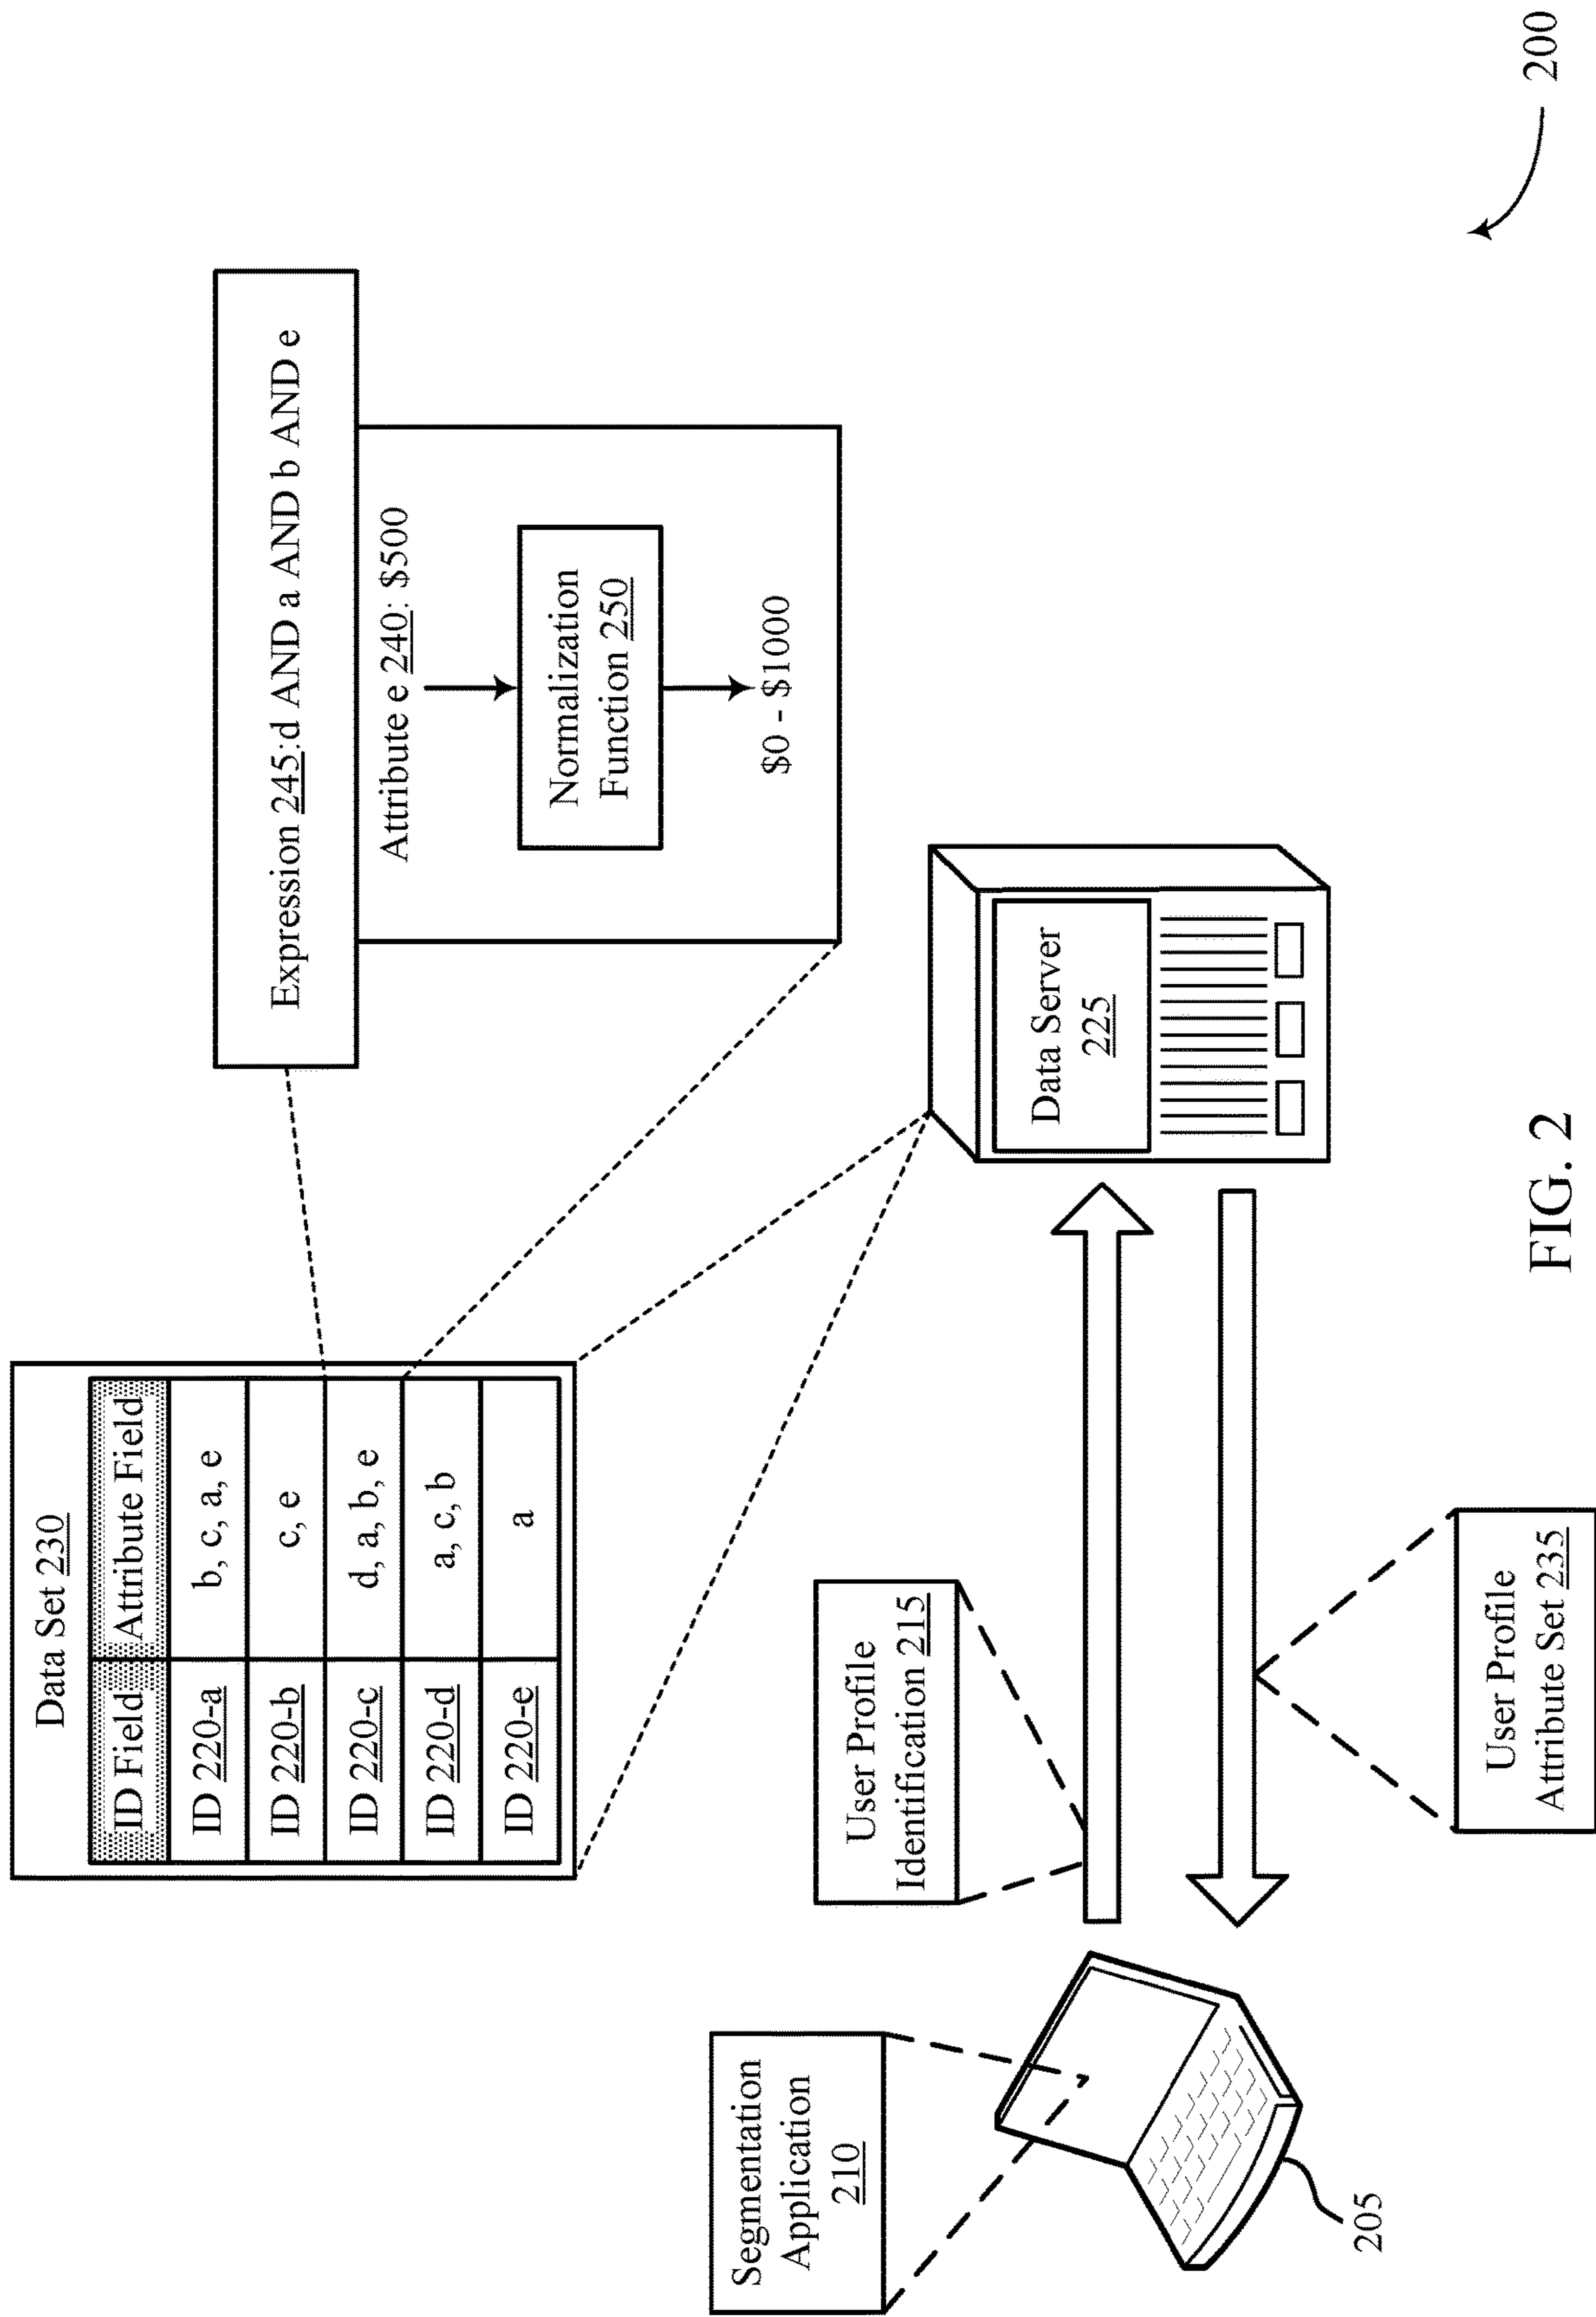 Data Set 230
ID Field Attribute Field
ID 220-a b, c, a, e
ID 220-b c, e
ID 220-c d, a, b, e
ID 220-d a, c, b
ID 220-e a
Expression 245:d AND a AND b AND e
Attribute e 240: $500
Normalization
Function 250
$0 - $1000
Segmentation
Application
210
User Profile
Identification 215
Data Server
225
205
User Profile
Attribute Set 235
200
FIG. 2